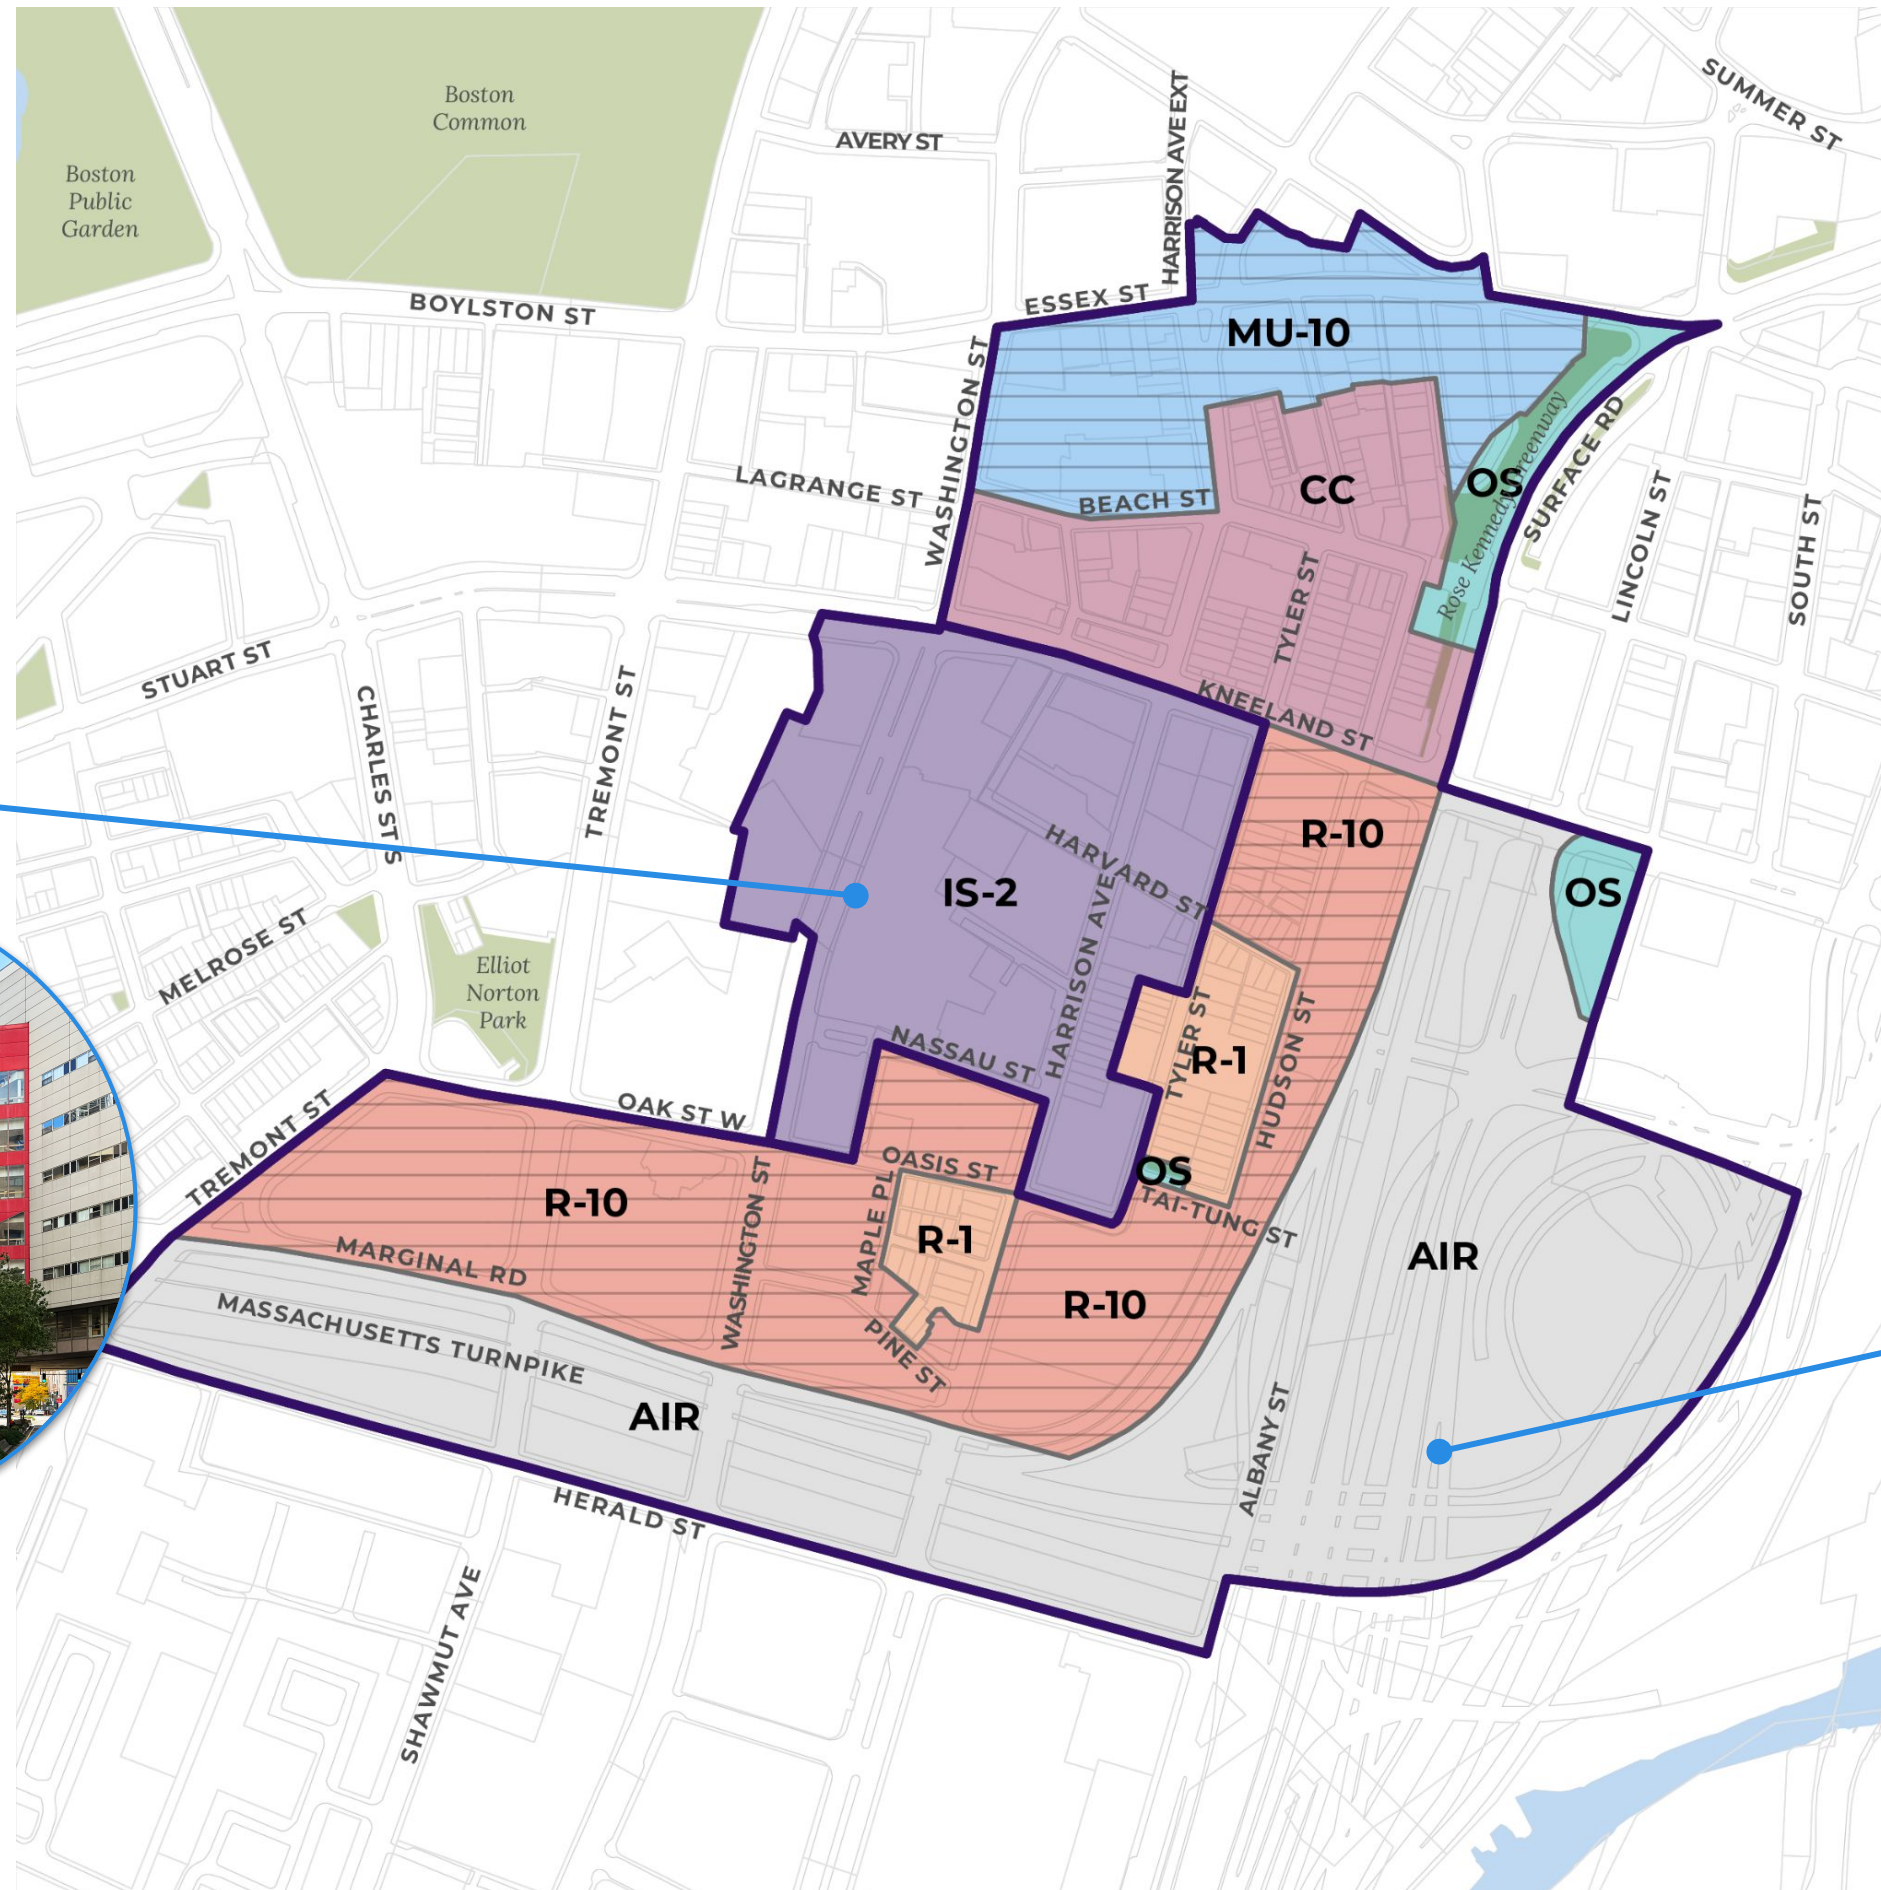 SUMMER ST
Boston
Common
AVERY ST
HARRISON AVE EXT
Boston
Public
Garden
BOYLSTON ST
ESSEX ST
MU-10
WASHINGTON ST
LAGRANGE ST
BEACH ST
CC
OS
Rose Kennedy Greenway
SURFACE RD
LINCOLN ST
SOUTH ST
TYLER ST
STUART ST
CHARLES ST S
TREMONT ST
KNEELAND ST
R-10
HARVARD ST
IS-2
OS
HARRISON AVE
MELROSE ST
Elliot
Norton
Park
NASSAU ST
TYLER ST
R-1
HUDSON ST
TREMONT ST
OAK ST W
OASIS ST
OS
TAI-TUNG ST
R-10
WASHINGTON ST
MAPLE PL
R-1
AIR
MARGINAL RD
R-10
MASSACHUSETTS TURNPIKE
PINE ST
AIR
ALBANY ST
HERALD ST
SHAWMUT AVE